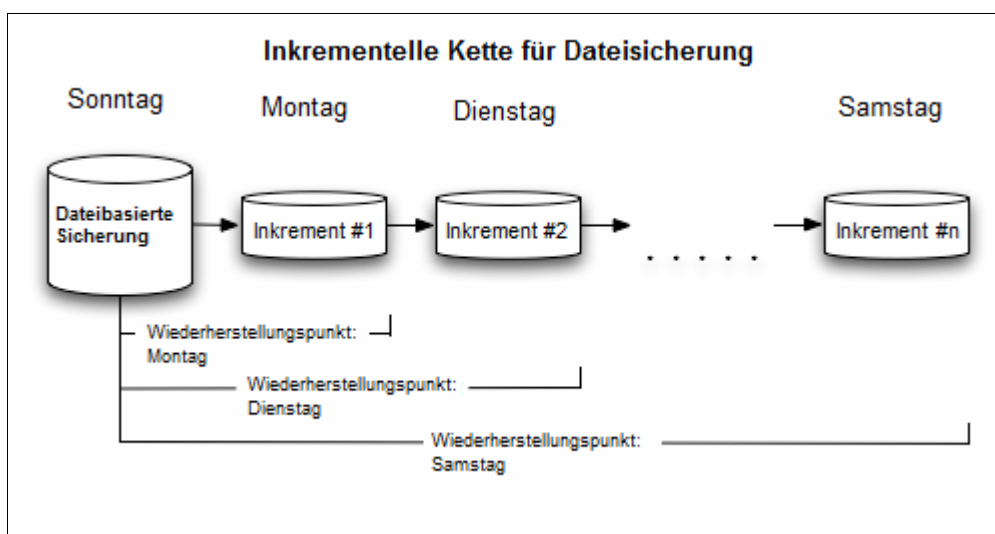 Inkrementelle Kette für Dateisicherung
Sonntag
Montag
Dienstag
Samstag
Dateibasierte
Sicherung
Inkrement #1
Inkrement #2
. . . . .
Inkrement #n
Wiederherstellungspunkt:
Montag
Wiederherstellungspunkt:
Dienstag
Wiederherstellungspunkt:
Samstag